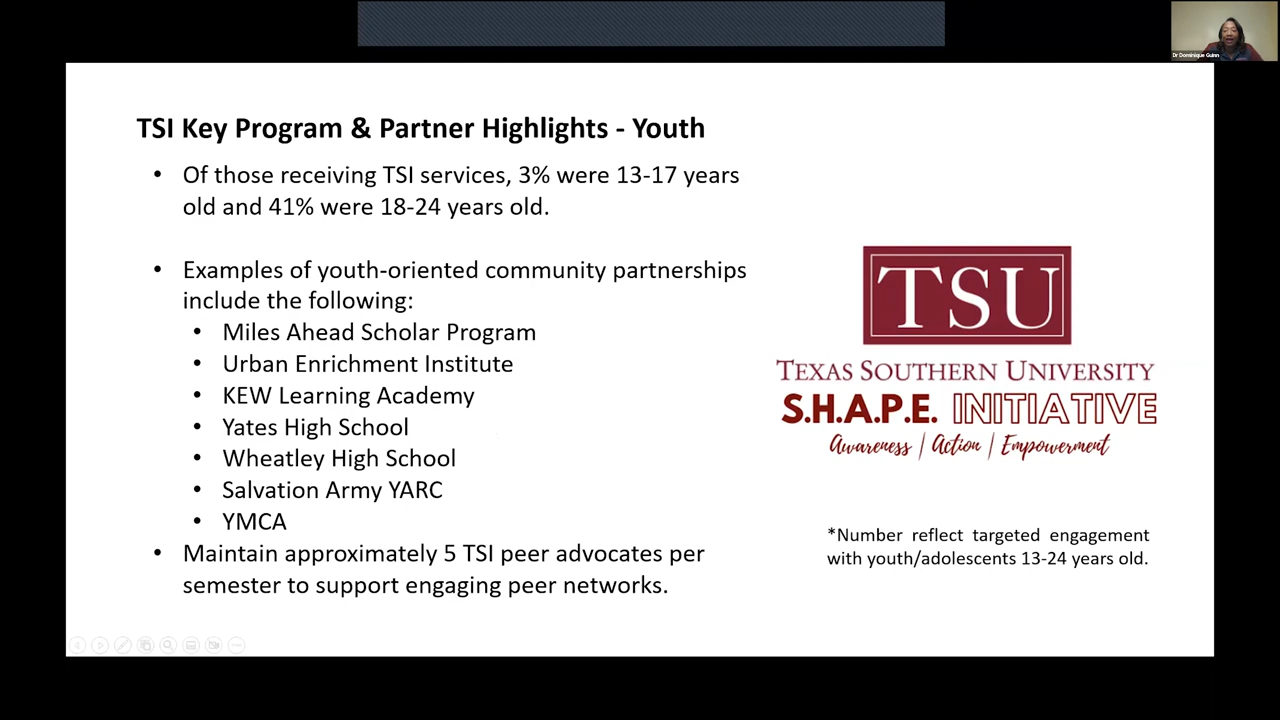 Dr Dominique Guinn
TSI Key Program & Partner Highlights - Youth
• Of those receiving TSI services, 3% were 13-17 years
old and 41% were 18-24 years old.
• Examples of youth-oriented community partnerships
include the following:
• Miles Ahead Scholar Program
• Urban Enrichment Institute
• KEW Learning Academy
• Yates High School
• Wheatley High School
• Salvation Army YARC
• YMCA
• Maintain approximately 5 TSI peer advocates per
semester to support engaging peer networks.
TSU
TEXAS SOUTHERN UNIVERSITY
S.H.A.P.E. INITIATIVE
Awareness | Action | Empowerment
*Number reflect targeted engagement
with youth/adolescents 13-24 years old.